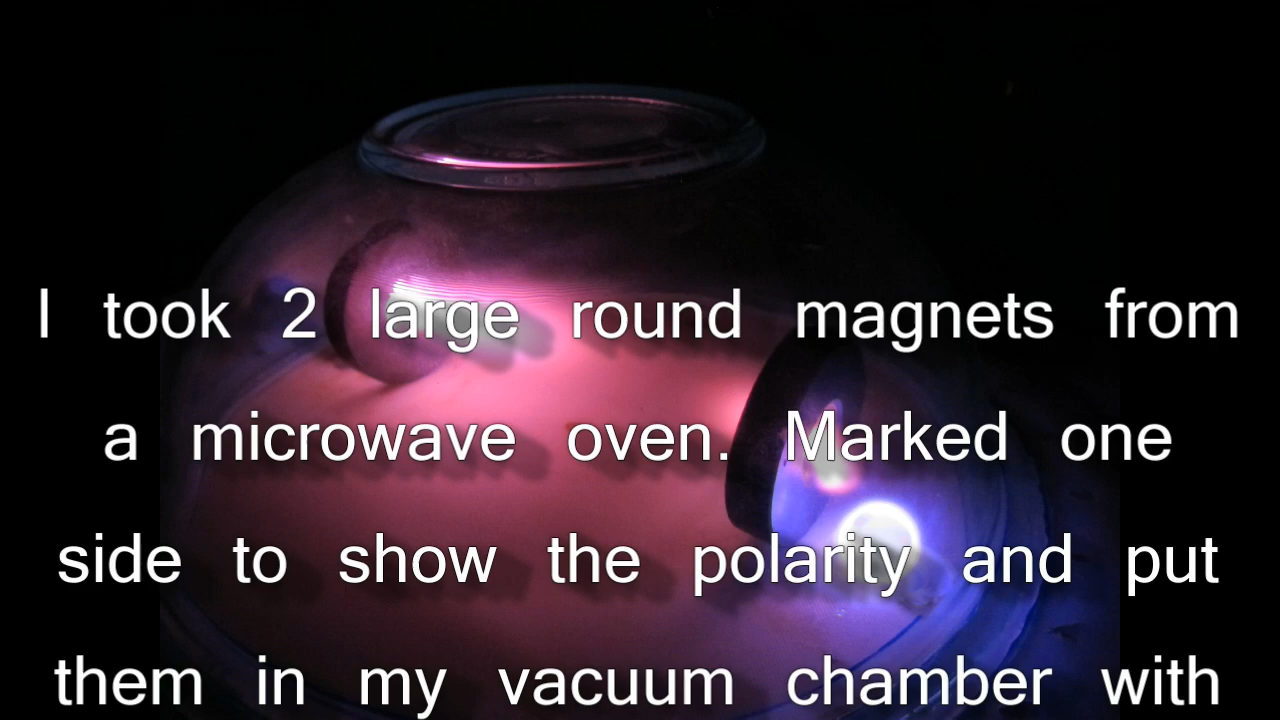 I took 2 large round magnets from
a microwave oven. Marked one
side to show the polarity and put
them in my vacuum chamber with